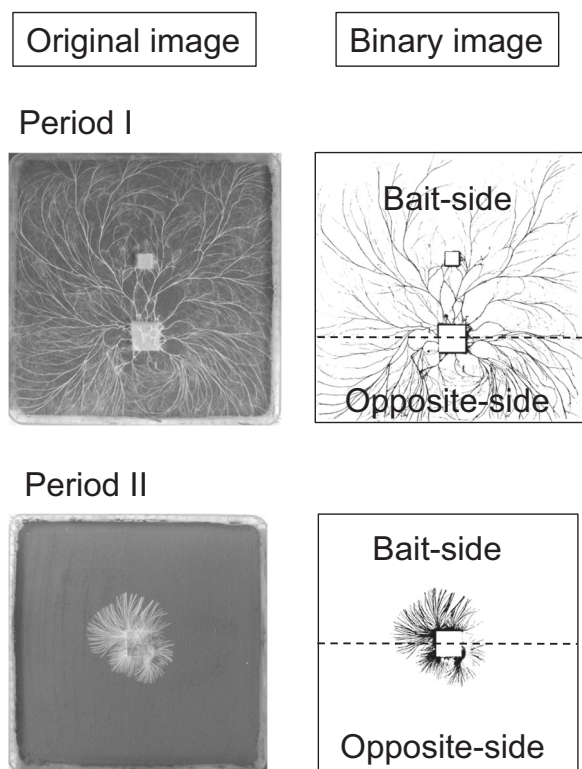 Original image
Binary image
Period I
Bait-side
Opposite-side
Period II
Bait-side
Opposite-side